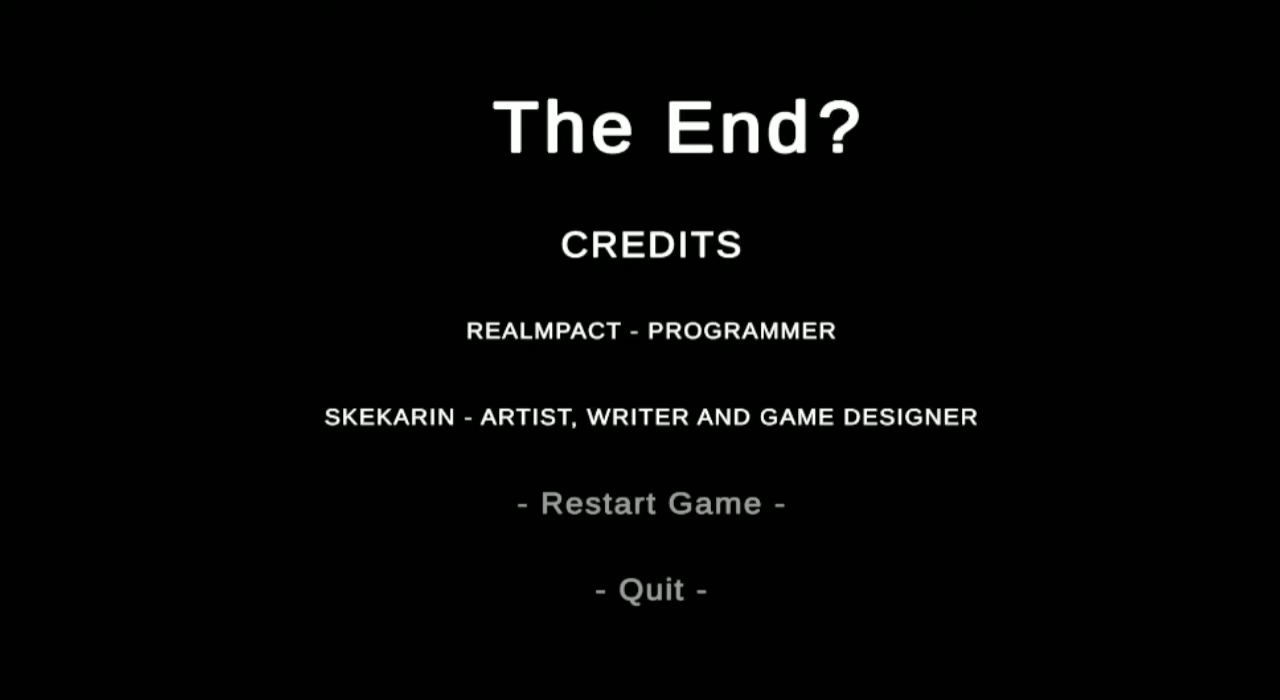 The End?
CREDITS
REALMPACT - PROGRAMMER
SKEKARIN - ARTIST, WRITER AND GAME DESIGNER
- Restart Game -
- Quit -